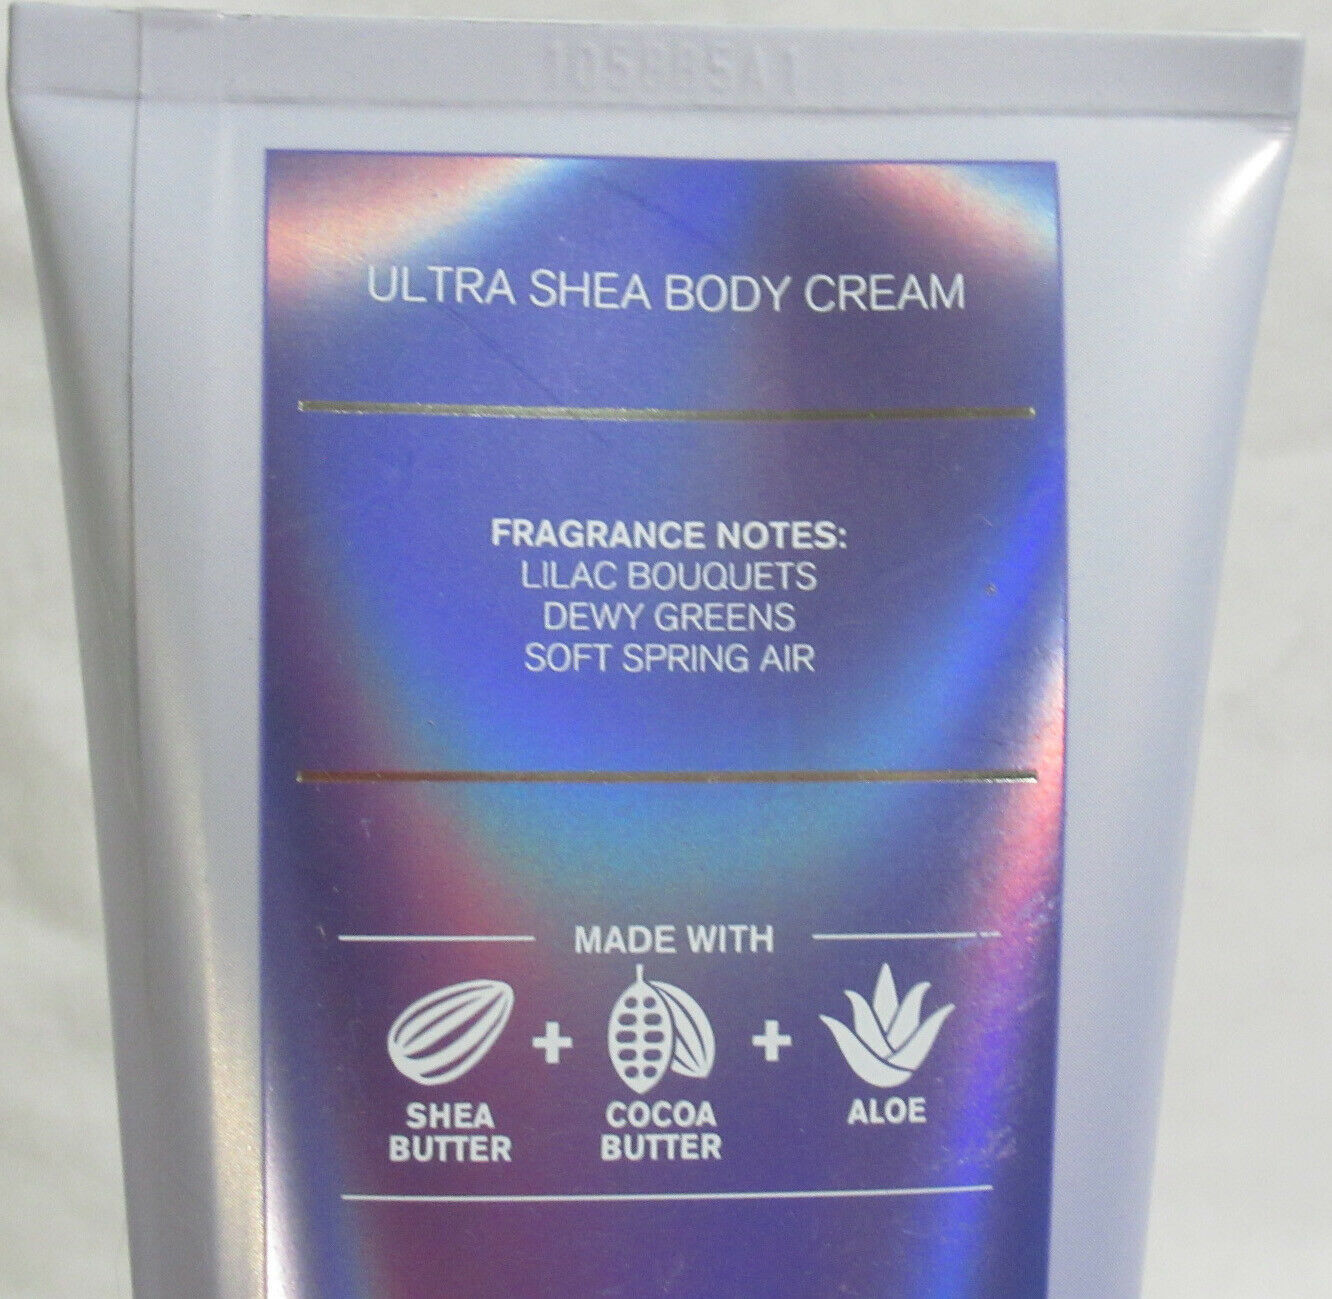 ULTRA SHEA BODY CREAM
FRAGRANCE NOTES:
LILAC BOUQUETS
DEWY GREENS
SOFT SPRING AIR
MADE WITH
SHEA BUTTER + COCOA BUTTER + ALOE